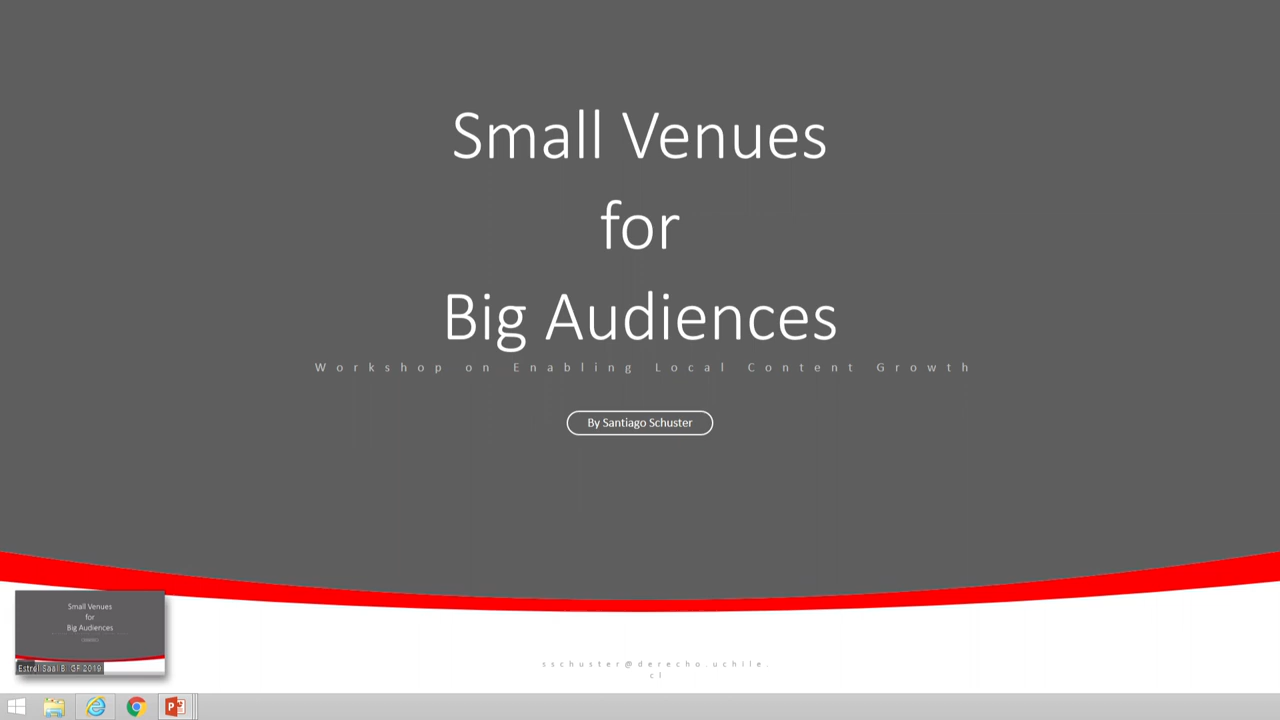 Small Venues
for
Big Audiences
Workshop on Enabling Local Content Growth
By Santiago Schuster
sschuster@derecho.uchile.
cl
Small Venues
for
Big Audiences
Estrel Saal B. GF 2019